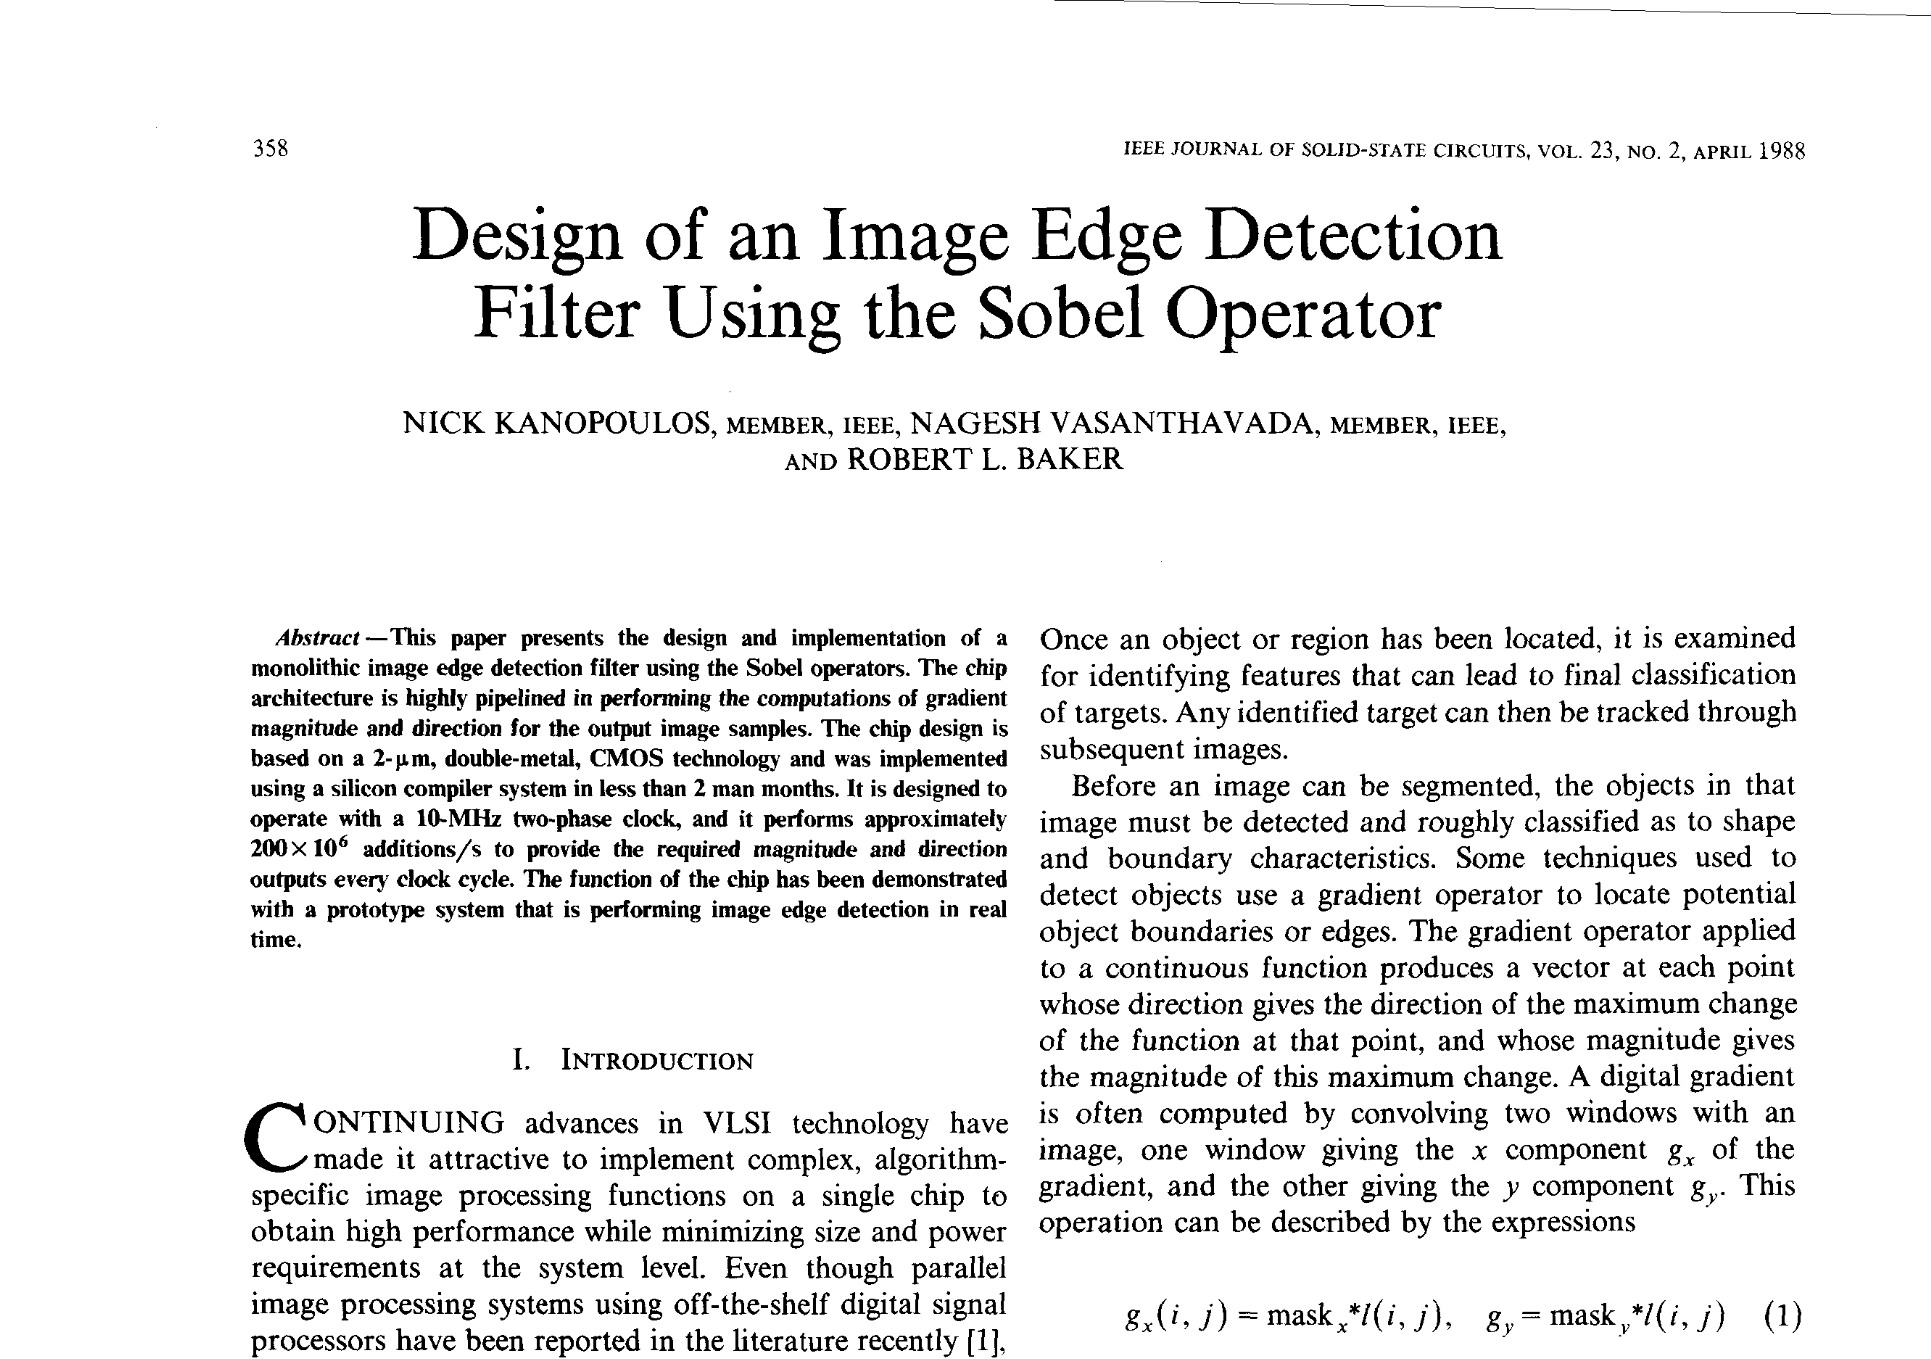 358
IEEE JOURNAL OF SOLID-STATE CIRCUITS, VOL. 23, NO. 2, APRIL 1988
Design of an Image Edge Detection
Filter Using the Sobel Operator
NICK KANOPOULOS, MEMBER, IEEE, NAGESH VASANTHAVADA, MEMBER, IEEE,
AND ROBERT L. BAKER
Abstract—This paper presents the design and implementation of a
monolithic image edge detection filter using the Sobel operators. The chip
architecture is highly pipelined in performing the computations of gradient
magnitude and direction for the output image samples. The chip design is
based on a 2-μm, double-metal, CMOS technology and was implemented
using a silicon compiler system in less than 2 man months. It is designed to
operate with a 10-MHz two-phase clock, and it performs approximately
200×10⁶ additions/s to provide the required magnitude and direction
outputs every clock cycle. The function of the chip has been demonstrated
with a prototype system that is performing image edge detection in real
time.
I. INTRODUCTION
CONTINUING advances in VLSI technology have
made it attractive to implement complex, algorithm-
specific image processing functions on a single chip to
obtain high performance while minimizing size and power
requirements at the system level. Even though parallel
image processing systems using off-the-shelf digital signal
processors have been reported in the literature recently [1],
Once an object or region has been located, it is examined
for identifying features that can lead to final classification
of targets. Any identified target can then be tracked through
subsequent images.
Before an image can be segmented, the objects in that
image must be detected and roughly classified as to shape
and boundary characteristics. Some techniques used to
detect objects use a gradient operator to locate potential
object boundaries or edges. The gradient operator applied
to a continuous function produces a vector at each point
whose direction gives the direction of the maximum change
of the function at that point, and whose magnitude gives
the magnitude of this maximum change. A digital gradient
is often computed by convolving two windows with an
image, one window giving the x component gₓ of the
gradient, and the other giving the y component g_y. This
operation can be described by the expressions
gₓ(i, j) = maskₓ*l(i, j), g_y = mask_y*l(i, j) (1)